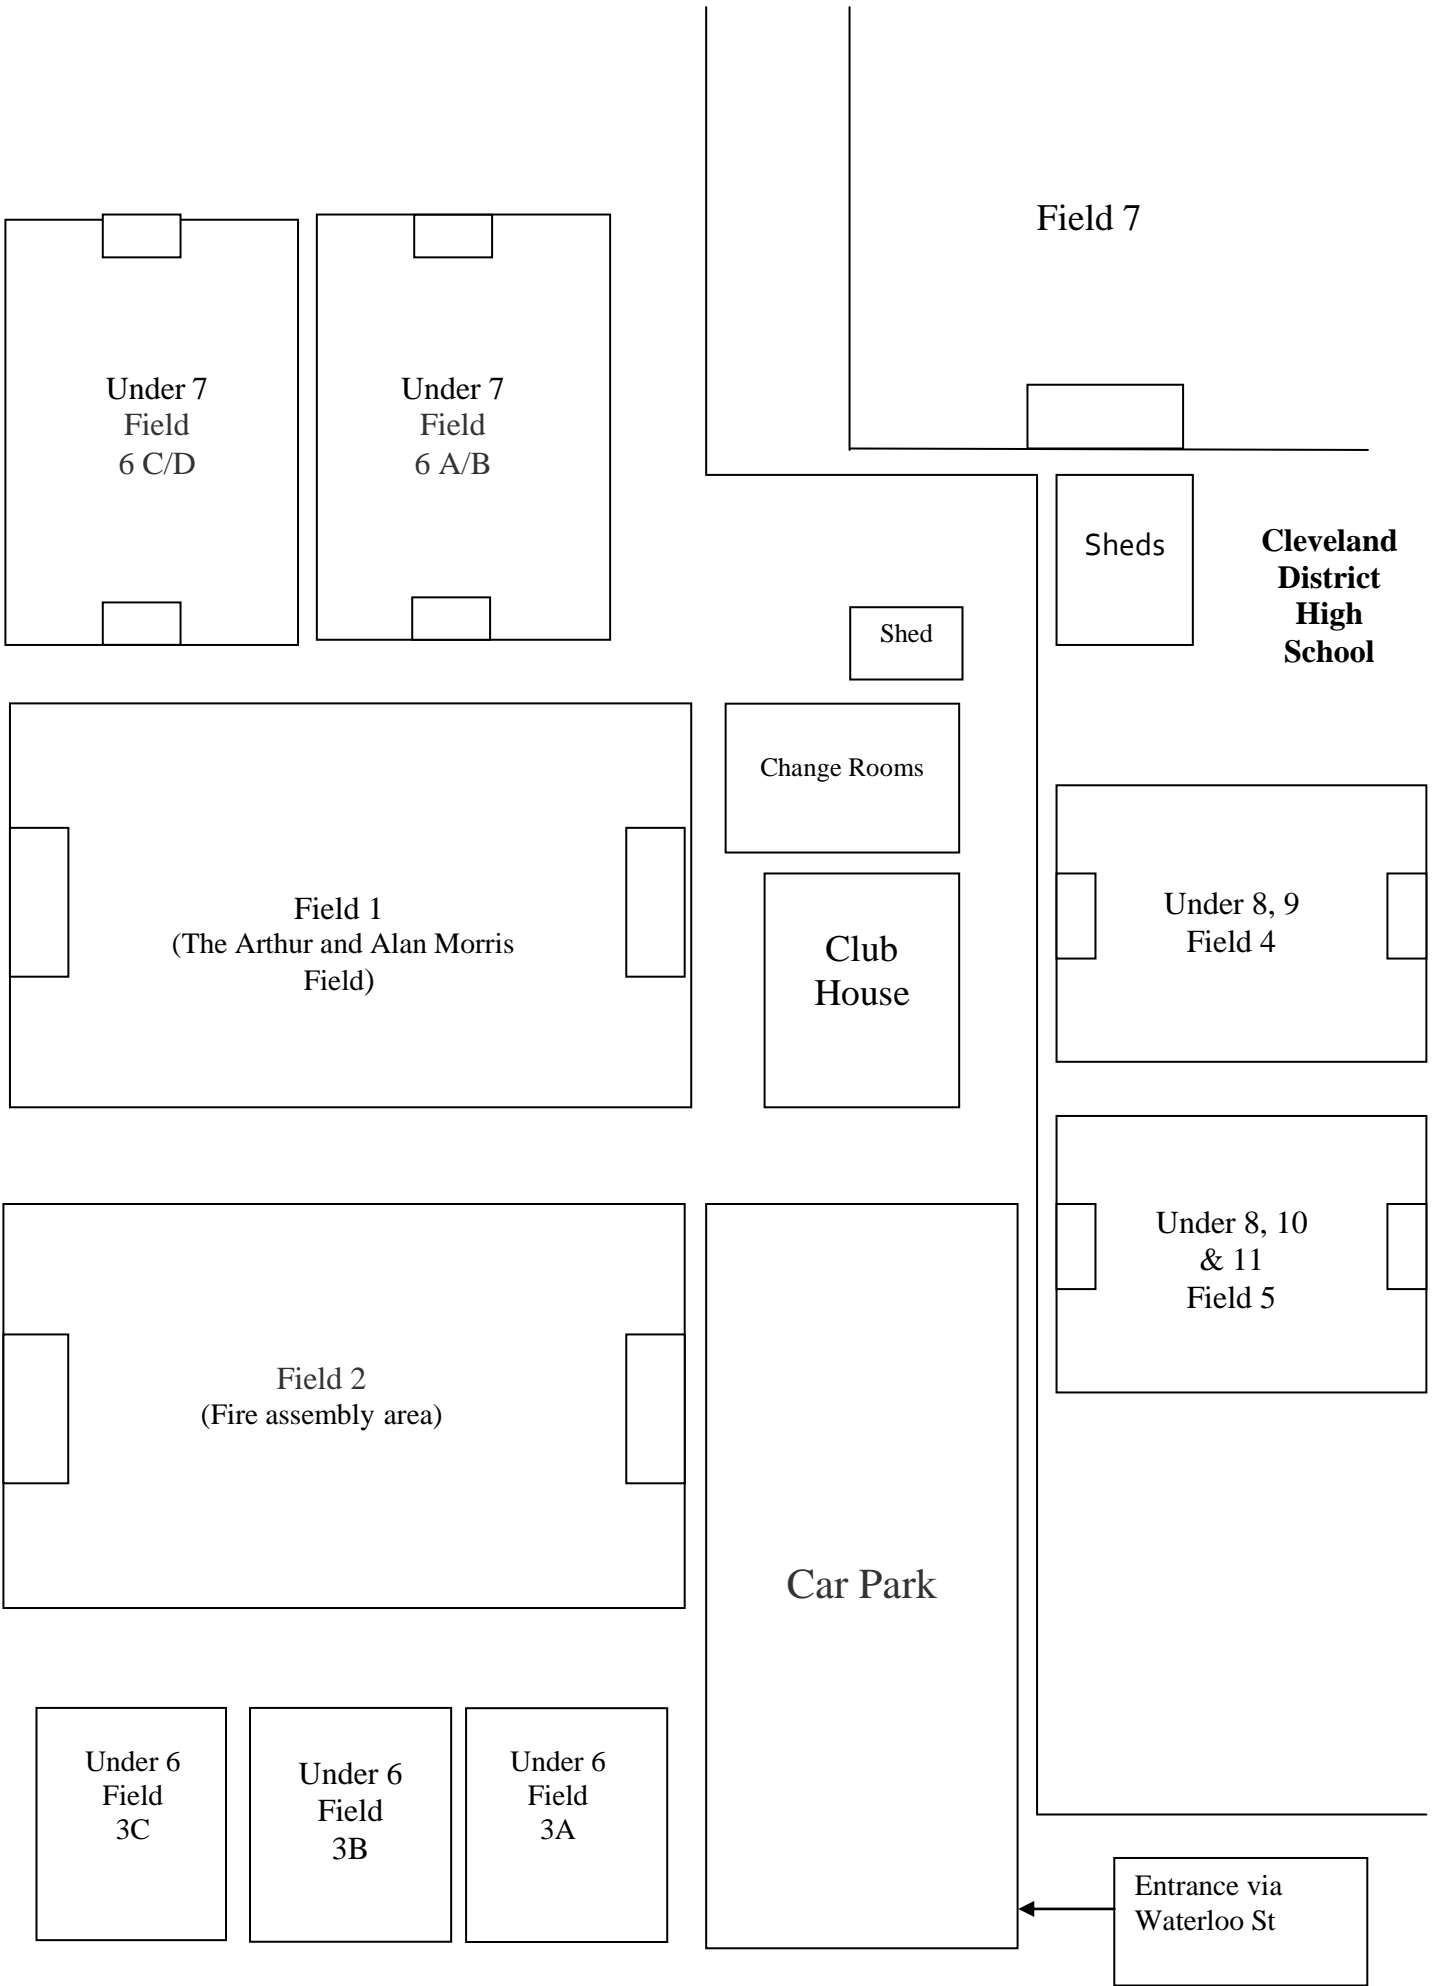 Field 7
Under 7
Field
6 C/D
Under 7
Field
6 A/B
Sheds
Cleveland
District
High
School
Shed
Change Rooms
Field 1
(The Arthur and Alan Morris
Field)
Club
House
Under 8, 9
Field 4
Under 8, 10
& 11
Field 5
Field 2
(Fire assembly area)
Car Park
Under 6
Field
3C
Under 6
Field
3B
Under 6
Field
3A
Entrance via
Waterloo St